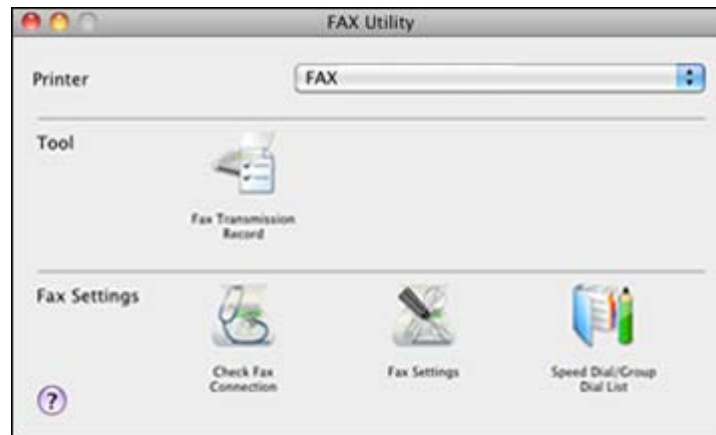 FAX Utility
Printer
FAX
Tool
Fax Transmission
Record
Fax Settings
Check Fax
Connection
Fax Settings
Speed Dial/Group
Dial List
?